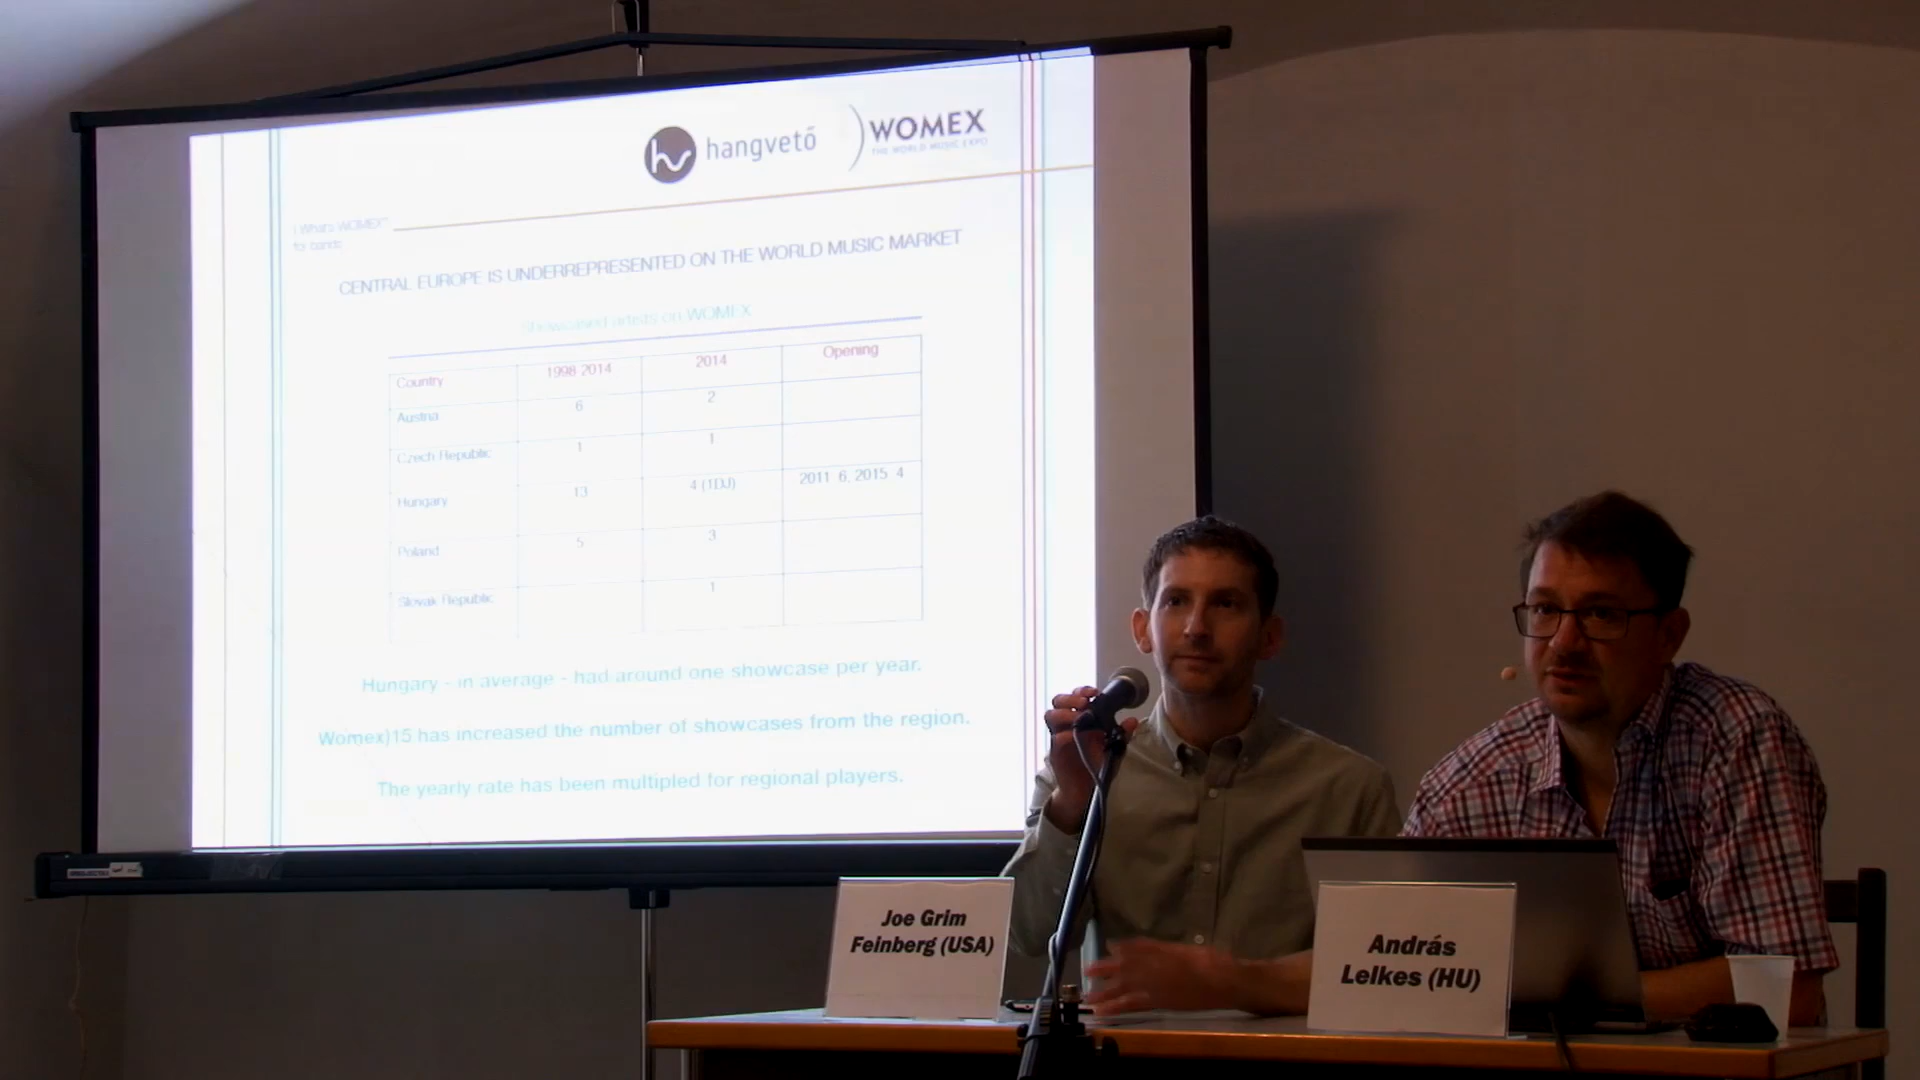 hangvető
WOMEX
THE WORLD MUSIC EXPO
What's WOMEX"
for bands
CENTRAL EUROPE IS UNDERREPRESENTED ON THE WORLD MUSIC MARKET
Showcased artists on WOMEX
Country 1998-2014 2014 Opening
Austria 6 2
Czech Republic 1 1
Hungary 13 4 (1DJ) 2011 6, 2015 4
Poland 5 3
Slovak Republic 1
Hungary - in average - had around one showcase per year.
Womex)15 has increased the number of showcases from the region.
The yearly rate has been multipled for regional players.
Joe Grim
Feinberg (USA)
András
Lelkes (HU)